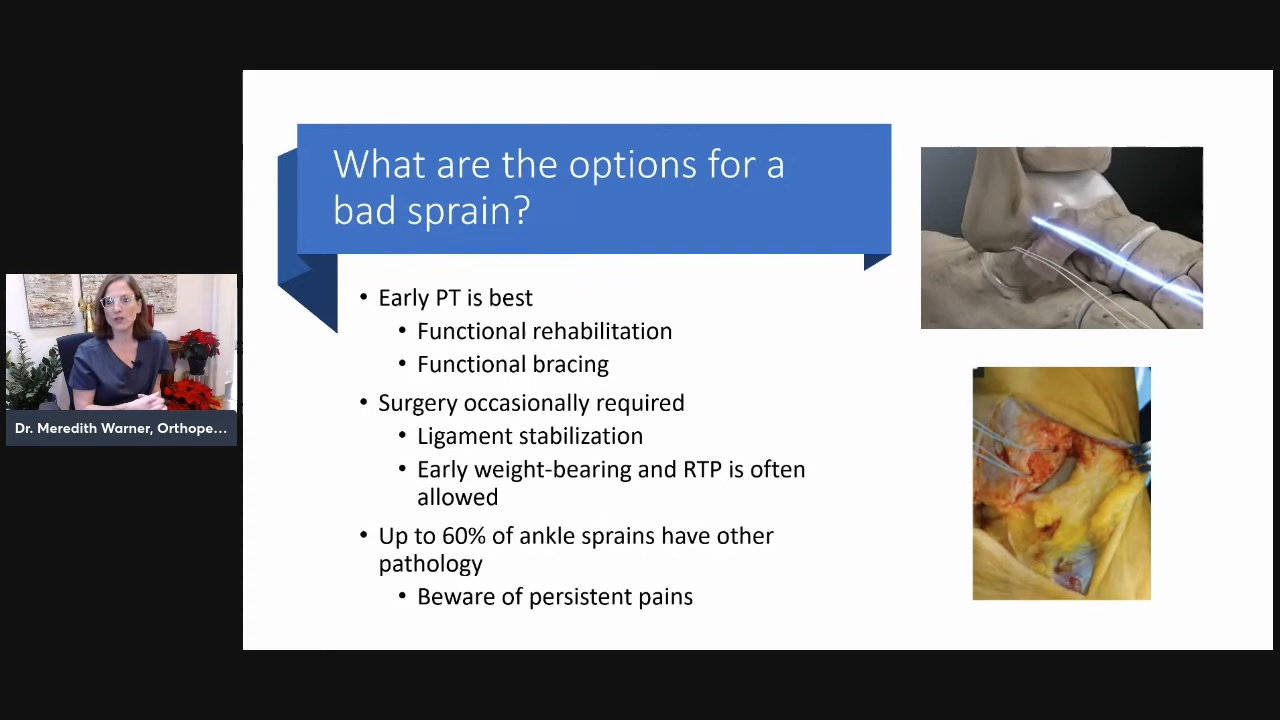 What are the options for a
bad sprain?
• Early PT is best
• Functional rehabilitation
• Functional bracing
• Surgery occasionally required
• Ligament stabilization
• Early weight-bearing and RTP is often
allowed
• Up to 60% of ankle sprains have other
pathology
• Beware of persistent pains
Dr. Meredith Warner, Orthope...